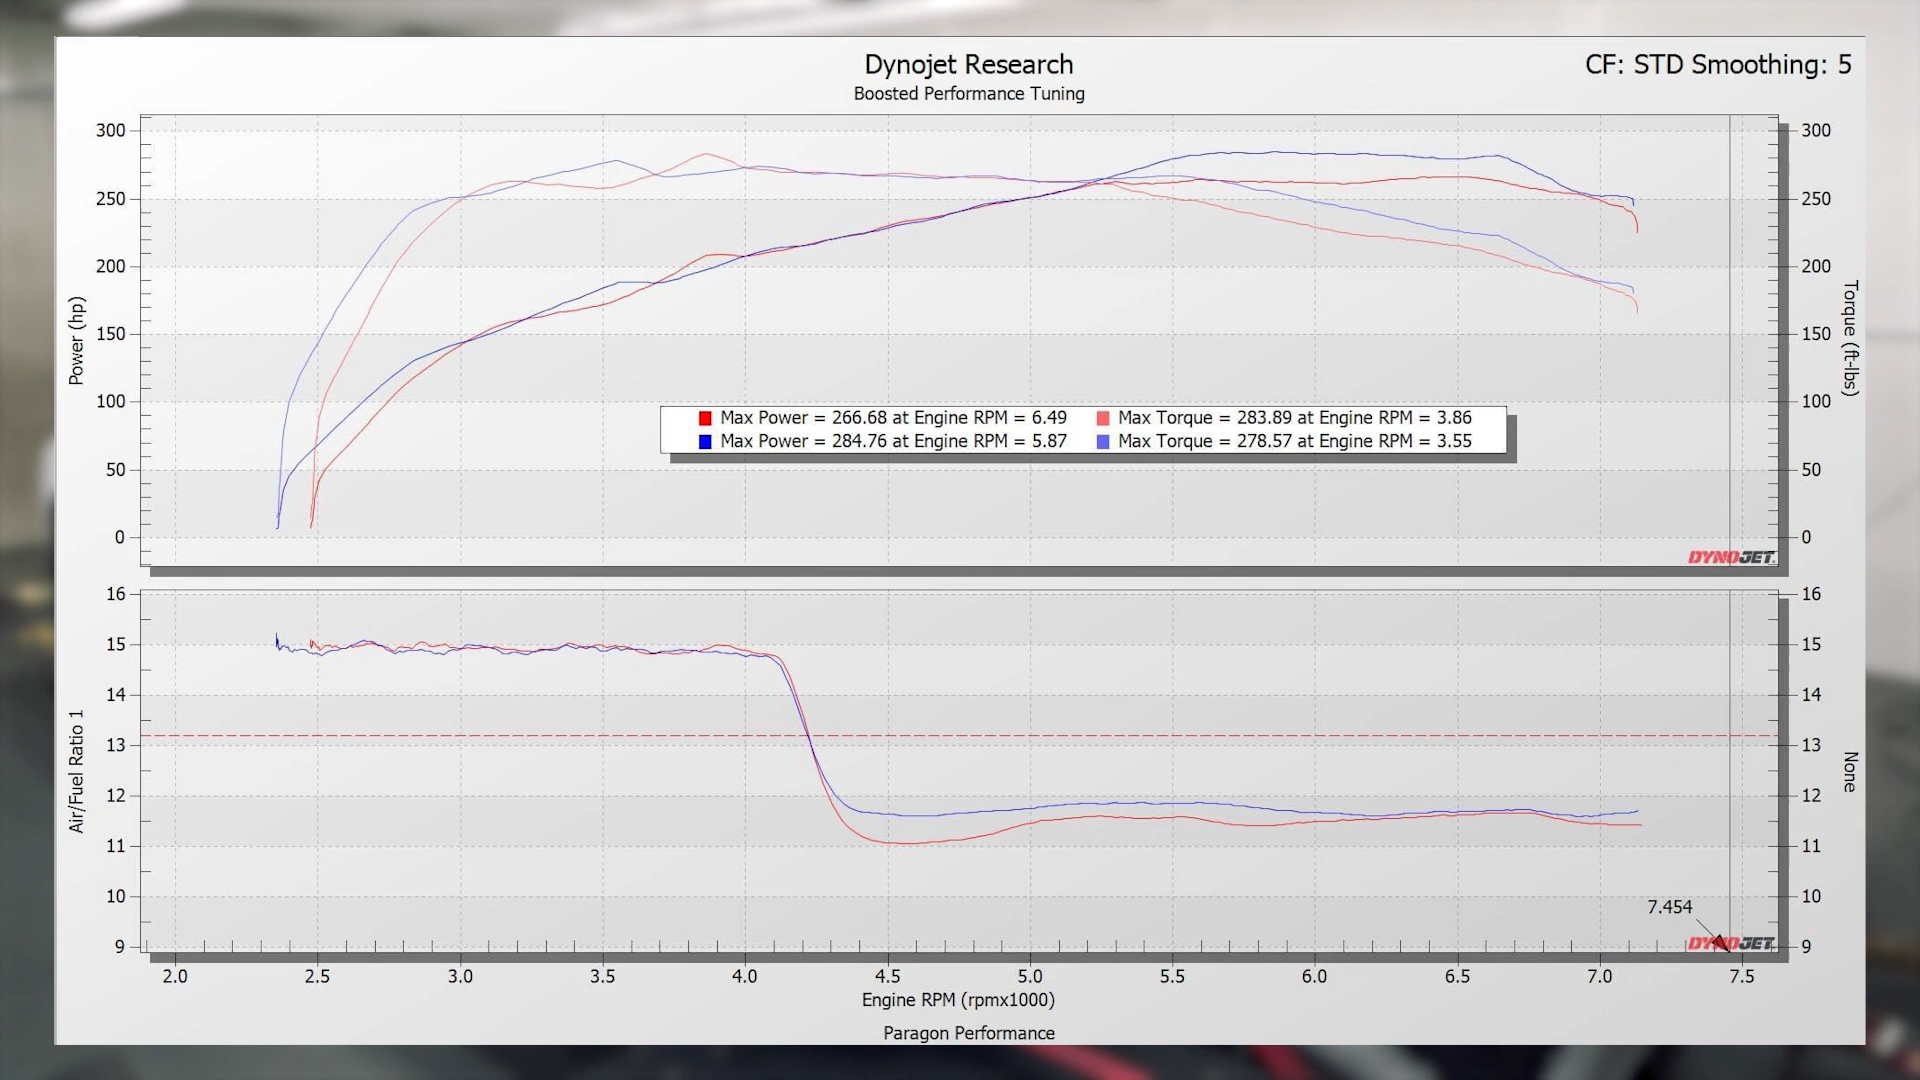 Dynojet Research
CF: STD Smoothing: 5
Boosted Performance Tuning
300
250
200
150
100
50
0
Power (hp)
300
250
200
150
100
50
0
Torque (ft-lbs)
Max Power = 266.68 at Engine RPM = 6.49 Max Torque = 283.89 at Engine RPM = 3.86
Max Power = 284.76 at Engine RPM = 5.87 Max Torque = 278.57 at Engine RPM = 3.55
DYNOJET
16
15
14
13
12
11
10
9
Air/Fuel Ratio 1
16
15
14
13
12
11
10
9
None
7.454
DYNOJET
2.0 2.5 3.0 3.5 4.0 4.5 5.0 5.5 6.0 6.5 7.0 7.5
Engine RPM (rpmx1000)
Paragon Performance